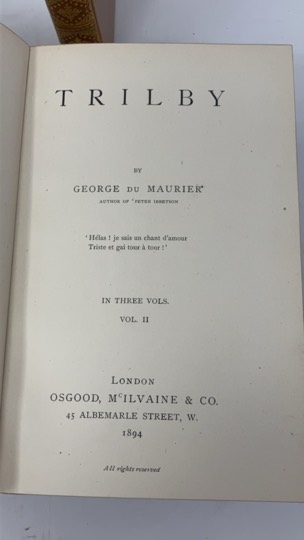 TRILBY
BY
GEORGE DU MAURIER
AUTHOR OF 'PETER IBBETSON'
'Hélas ! je sais un chant d'amour
Triste et gai tour à tour !'
IN THREE VOLS.
VOL. II
LONDON
OSGOOD, McILVAINE & CO.
45 ALBEMARLE STREET, W.
1894
All rights reserved